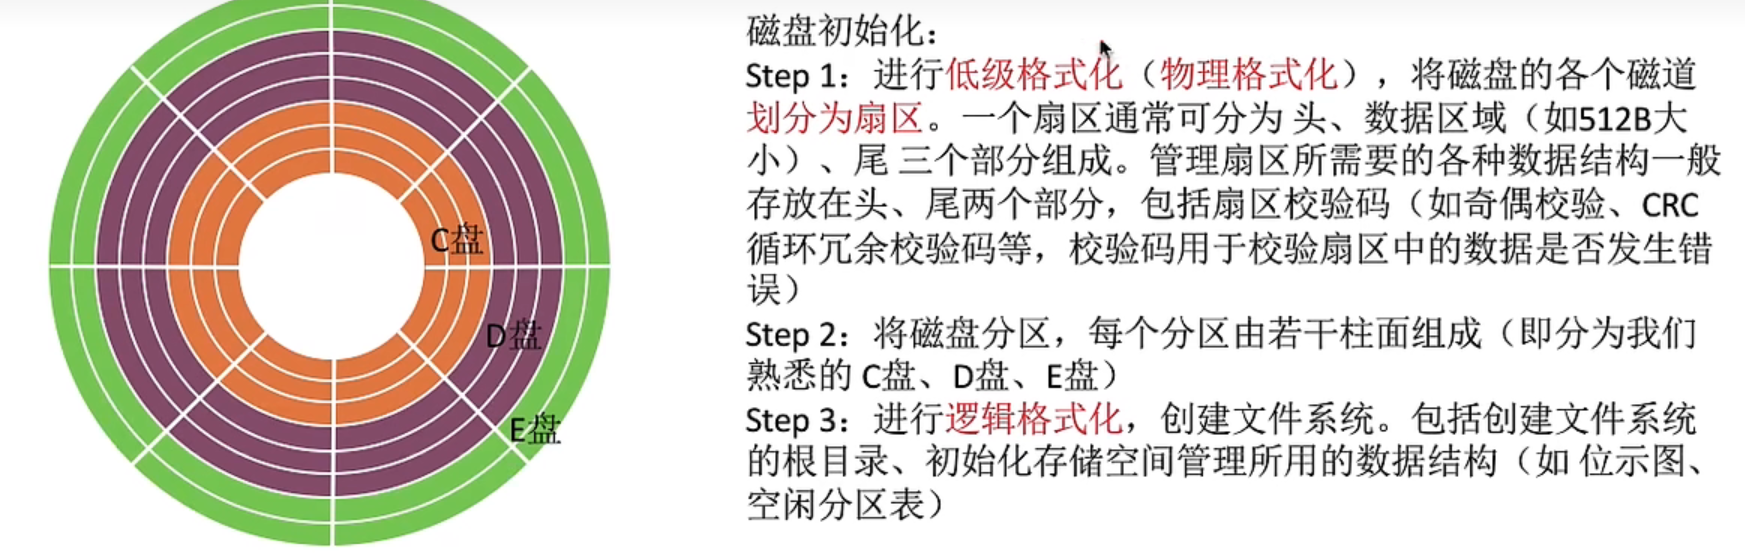 磁盘初始化：
Step 1：进行低级格式化（物理格式化），将磁盘的各个磁道
划分为扇区。一个扇区通常可分为 头、数据区域（如512B大
小）、尾 三个部分组成。管理扇区所需要的各种数据结构一般
存放在头、尾两个部分，包括扇区校验码（如奇偶校验、CRC
循环冗余校验码等，校验码用于校验扇区中的数据是否发生错
误）
Step 2：将磁盘分区，每个分区由若干柱面组成（即分为我们
熟悉的 C盘、D盘、E盘）
Step 3：进行逻辑格式化，创建文件系统。包括创建文件系统
的根目录、初始化存储空间管理所用的数据结构（如 位示图、
空闲分区表）
C盘
D盘
E盘